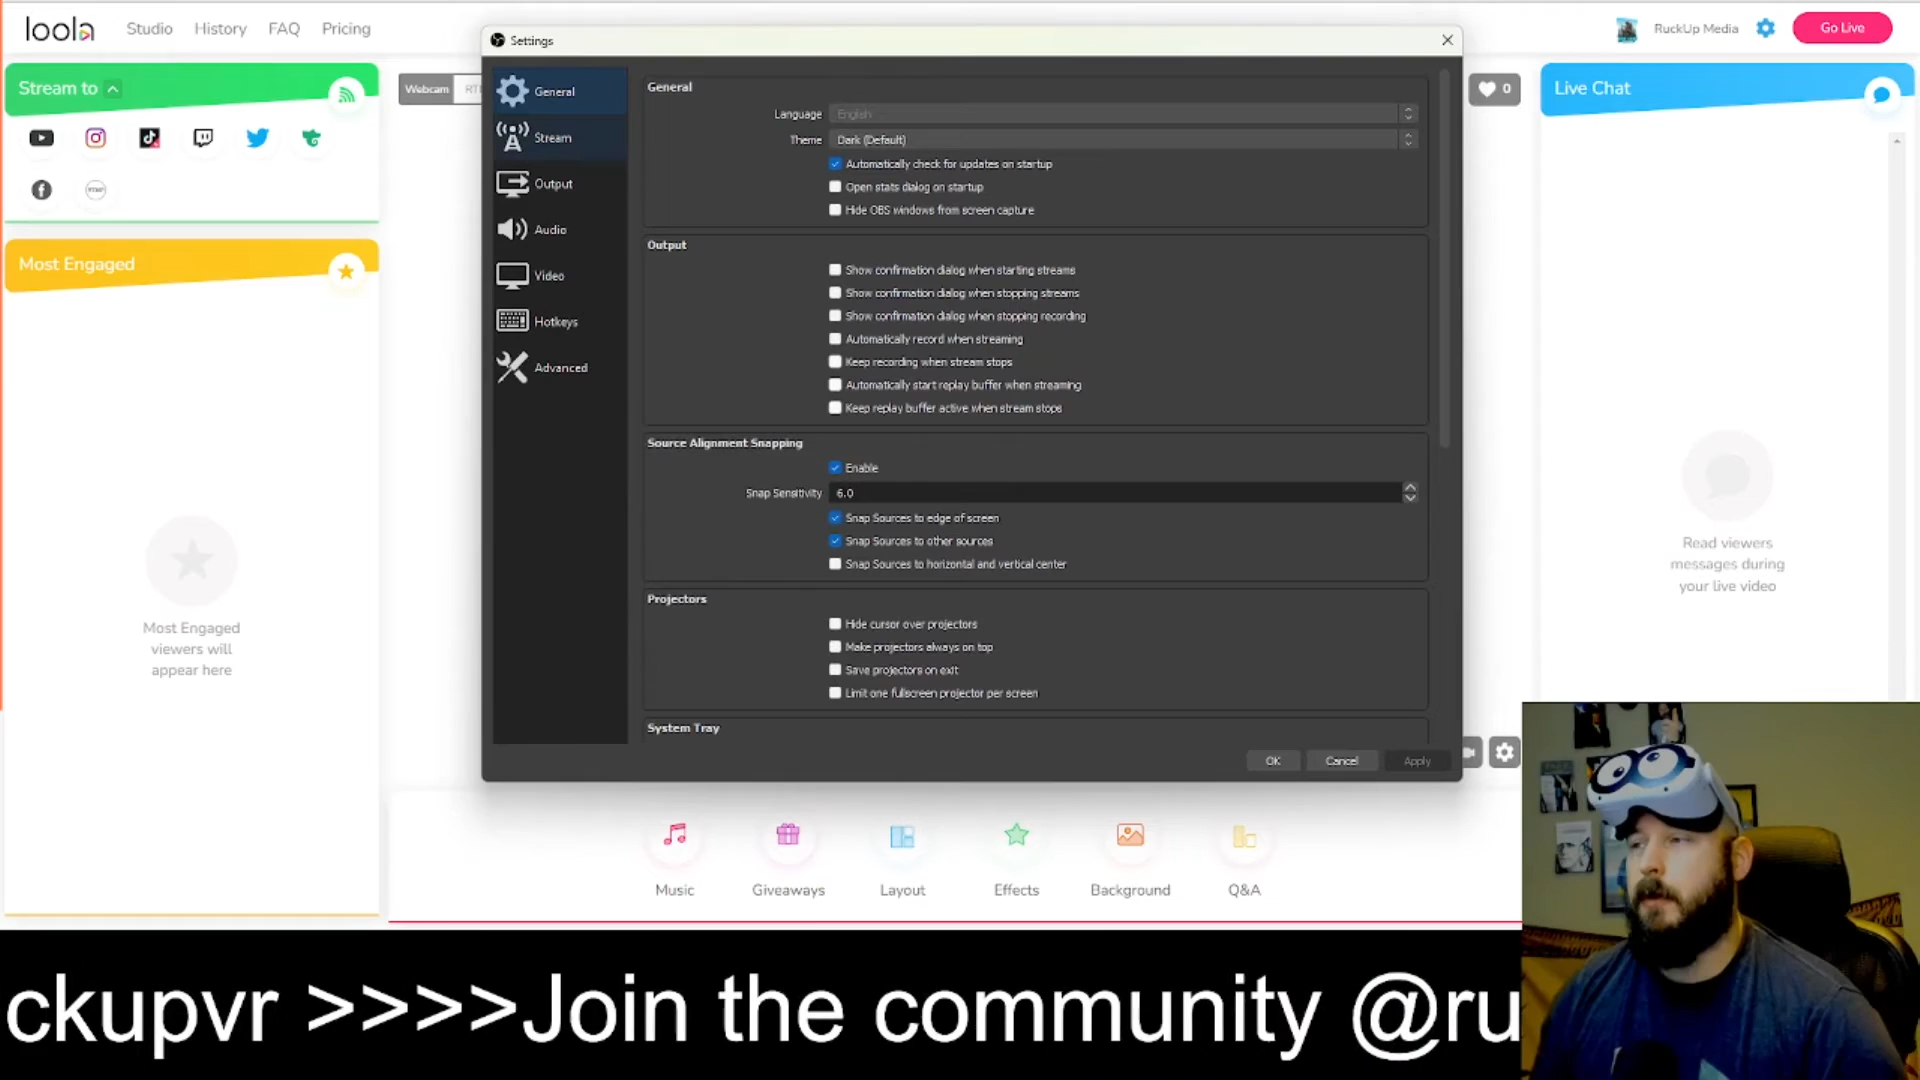 loola
Studio
History
FAQ
Pricing
RuckUp Media
Go Live
Stream to
Most Engaged
Most Engaged
viewers will
appear here
Webcam
Settings
General
Stream
Output
Audio
Video
Hotkeys
Advanced
General
Language English
Theme Dark (Default)
Automatically check for updates on startup
Open stats dialog on startup
Hide OBS windows from screen capture
Output
Show confirmation dialog when starting streams
Show confirmation dialog when stopping streams
Show confirmation dialog when stopping recording
Automatically record when streaming
Keep recording when stream stops
Automatically start replay buffer when streaming
Keep replay buffer active when stream stops
Source Alignment Snapping
Enable
Snap Sensitivity 6.0
Snap Sources to edge of screen
Snap Sources to other sources
Snap Sources to horizontal and vertical center
Projectors
Hide cursor over projectors
Make projectors always on top
Save projectors on exit
Limit one fullscreen projector per screen
System Tray
OK
Cancel
Apply
0
Live Chat
Read viewers
messages during
your live video
Music
Giveaways
Layout
Effects
Background
Q&A
ckupvr >>>>Join the community @ru